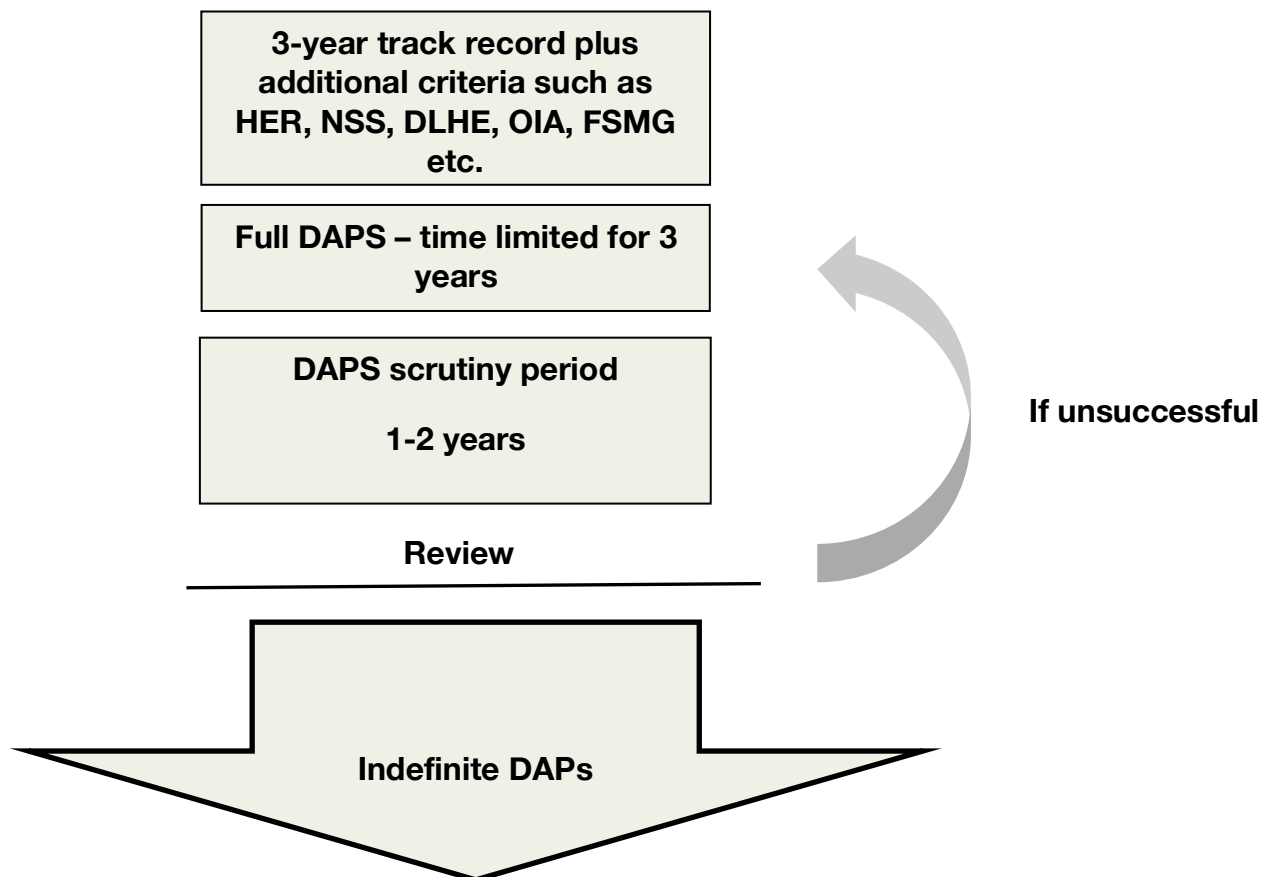 3-year track record plus
additional criteria such as
HER, NSS, DLHE, OIA, FSMG
etc.
Full DAPS – time limited for 3
years
DAPS scrutiny period
1-2 years
If unsuccessful
Review
Indefinite DAPs